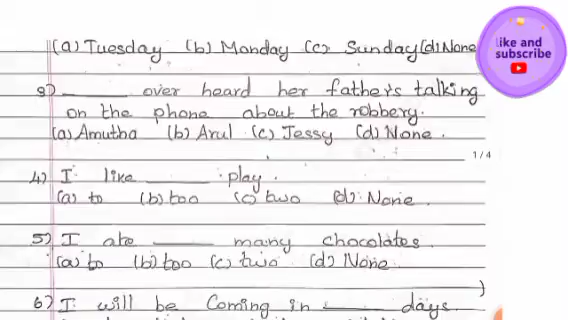 (a) Tuesday (b) Monday (c) Sunday (d) None
like and
subscribe
3) ______ over heard her father's talking
on the phone about the robbery.
(a) Amutha (b) Arul (c) Jessy (d) None.
1/4
4) I like ______ play.
(a) to (b) too (c) two (d) None
5) I ate ______ many chocolates.
(a) to (b) too (c) two (d) None
6) I will be Coming in ______ days.